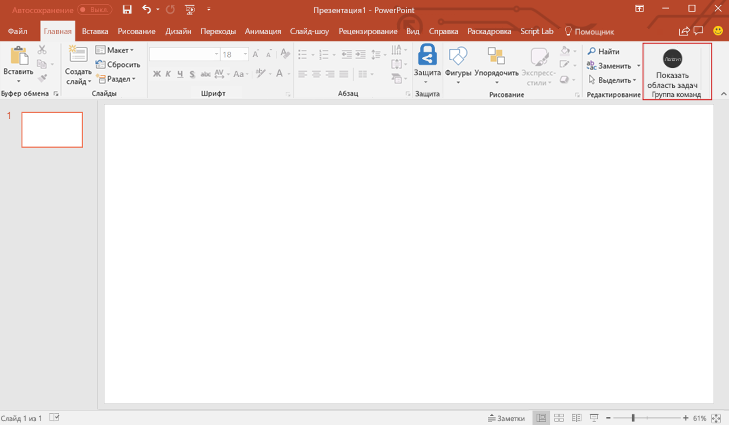 Автосохранение Выкл
Презентация1 - PowerPoint
Файл Главная Вставка Рисование Дизайн Переходы Анимация Слайд-шоу Рецензирование Вид Справка Раскадровка Script Lab Помощник
Вставить
Буфер обмена
Создать слайд
Макет
Сбросить
Раздел
Слайды
18
Ж К Ч S abc AV Aa
Шрифт
Абзац
Защита
Защита
Фигуры
Упорядочить
Экспресс-
стили
Рисование
Найти
Заменить
Выделить
Редактирование
Показать
область задач
Группа команд
1
Слайд 1 из 1
Заметки
61%